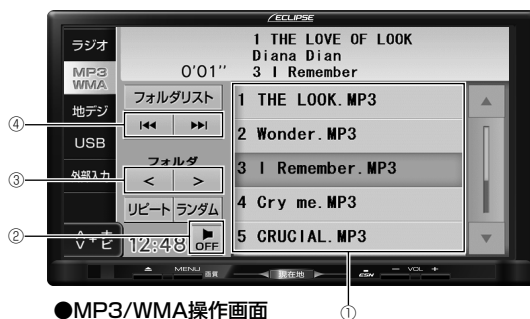 ECLIPSE
ラジオ
MP3
WMA
地デジ
USB
外部入力
1 THE LOVE OF LOOK
Diana Dian
3 I Remember
0'01''
フォルダリスト
フォルダ
< >
リピート ランダム
12:48
OFF
1 THE LOOK.MP3
2 Wonder.MP3
3 I Remember.MP3
4 Cry me.MP3
5 CRUCIAL.MP3
④
③
②
MENU
画質
現在地
ESN
− VOL +
●MP3/WMA操作画面
①